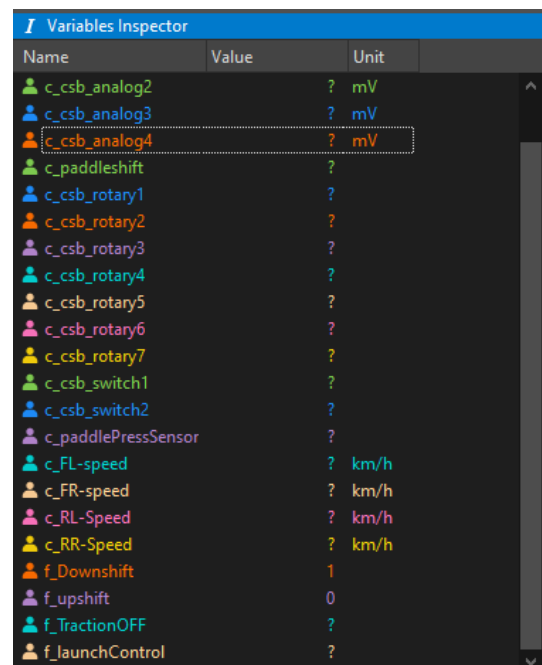 I Variables Inspector
Name Value Unit
c_csb_analog2 ? mV
c_csb_analog3 ? mV
c_csb_analog4 ? mV
c_paddleshift ?
c_csb_rotary1 ?
c_csb_rotary2 ?
c_csb_rotary3 ?
c_csb_rotary4 ?
c_csb_rotary5 ?
c_csb_rotary6 ?
c_csb_rotary7 ?
c_csb_switch1 ?
c_csb_switch2 ?
c_paddlePressSensor ?
c_FL-speed ? km/h
c_FR-speed ? km/h
c_RL-Speed ? km/h
c_RR-Speed ? km/h
f_Downshift 1
f_upshift 0
f_TractionOFF ?
f_launchControl ?